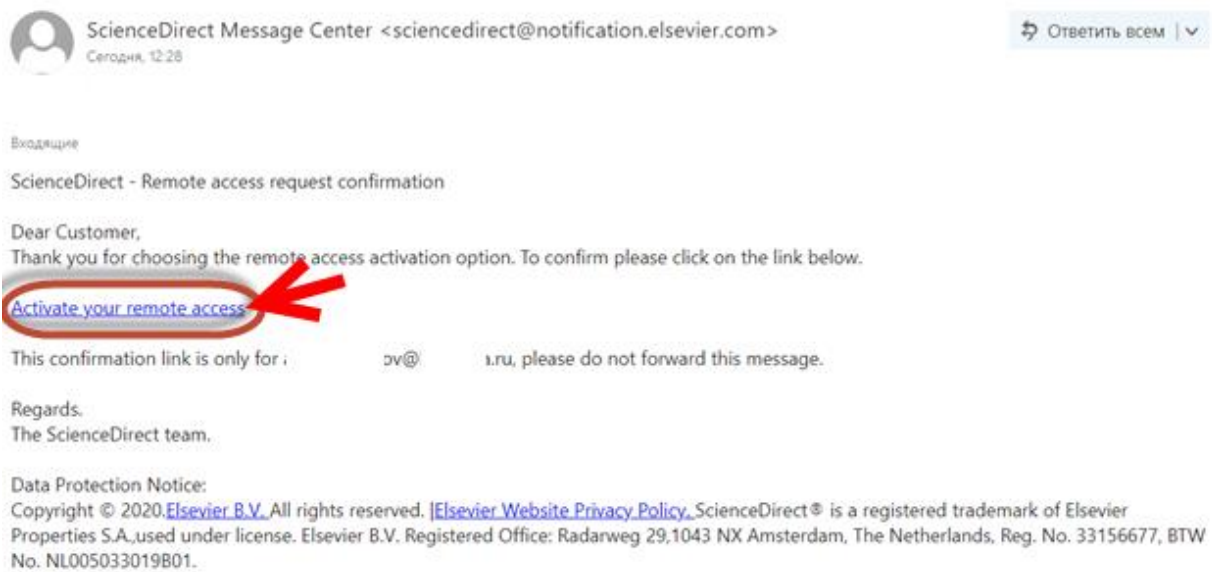 ScienceDirect Message Center <sciencedirect@notification.elsevier.com>
Ответить всем
Сегодня, 12:28
Входящие
ScienceDirect - Remote access request confirmation
Dear Customer,
Thank you for choosing the remote access activation option. To confirm please click on the link below.
Activate your remote access
This confirmation link is only for ov@ .ru, please do not forward this message.
Regards.
The ScienceDirect team.
Data Protection Notice:
Copyright © 2020.Elsevier B.V. All rights reserved. |Elsevier Website Privacy Policy. ScienceDirect® is a registered trademark of Elsevier
Properties S.A.,used under license. Elsevier B.V. Registered Office: Radarweg 29,1043 NX Amsterdam, The Netherlands, Reg. No. 33156677, BTW
No. NL005033019B01.